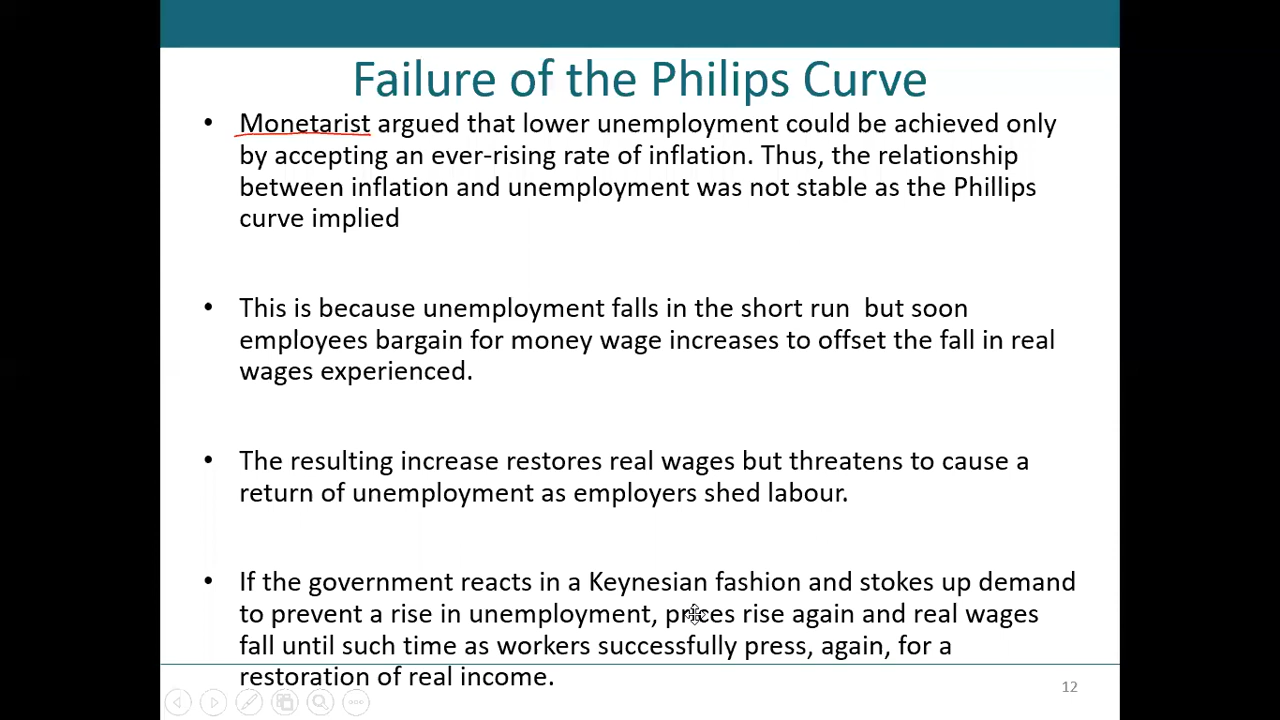 Failure of the Philips Curve
• Monetarist argued that lower unemployment could be achieved only
by accepting an ever-rising rate of inflation. Thus, the relationship
between inflation and unemployment was not stable as the Phillips
curve implied
• This is because unemployment falls in the short run but soon
employees bargain for money wage increases to offset the fall in real
wages experienced.
• The resulting increase restores real wages but threatens to cause a
return of unemployment as employers shed labour.
• If the government reacts in a Keynesian fashion and stokes up demand
to prevent a rise in unemployment, prices rise again and real wages
fall until such time as workers successfully press, again, for a
restoration of real income.
12